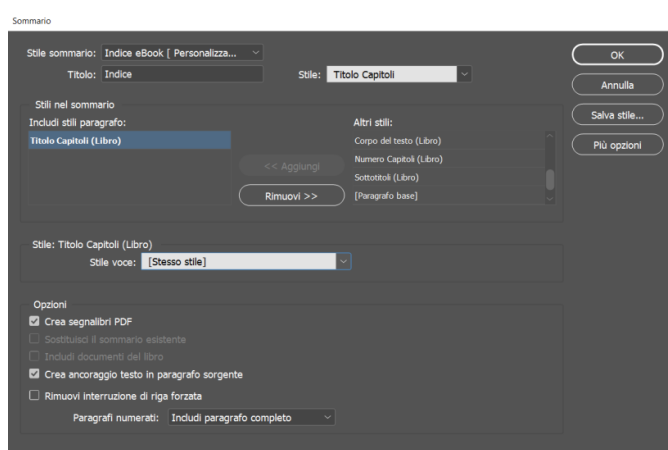 Sommario
Stile sommario: Indice eBook [ Personalizza...
OK
Titolo: Indice
Stile: Titolo Capitoli
Annulla
Stili nel sommario
Salva stile...
Includi stili paragrafo:
Altri stili:
Titolo Capitoli (Libro)
Corpo del testo (Libro)
Più opzioni
<< Aggiungi
Numero Capitoli (Libro)
Sottotitoli (Libro)
Rimuovi >>
[Paragrafo base]
Stile: Titolo Capitoli (Libro)
Stile voce: [Stesso stile]
Opzioni
Crea segnalibri PDF
Sostituisci il sommario esistente
Includi documenti del libro
Crea ancoraggio testo in paragrafo sorgente
Rimuovi interruzione di riga forzata
Paragrafi numerati: Includi paragrafo completo